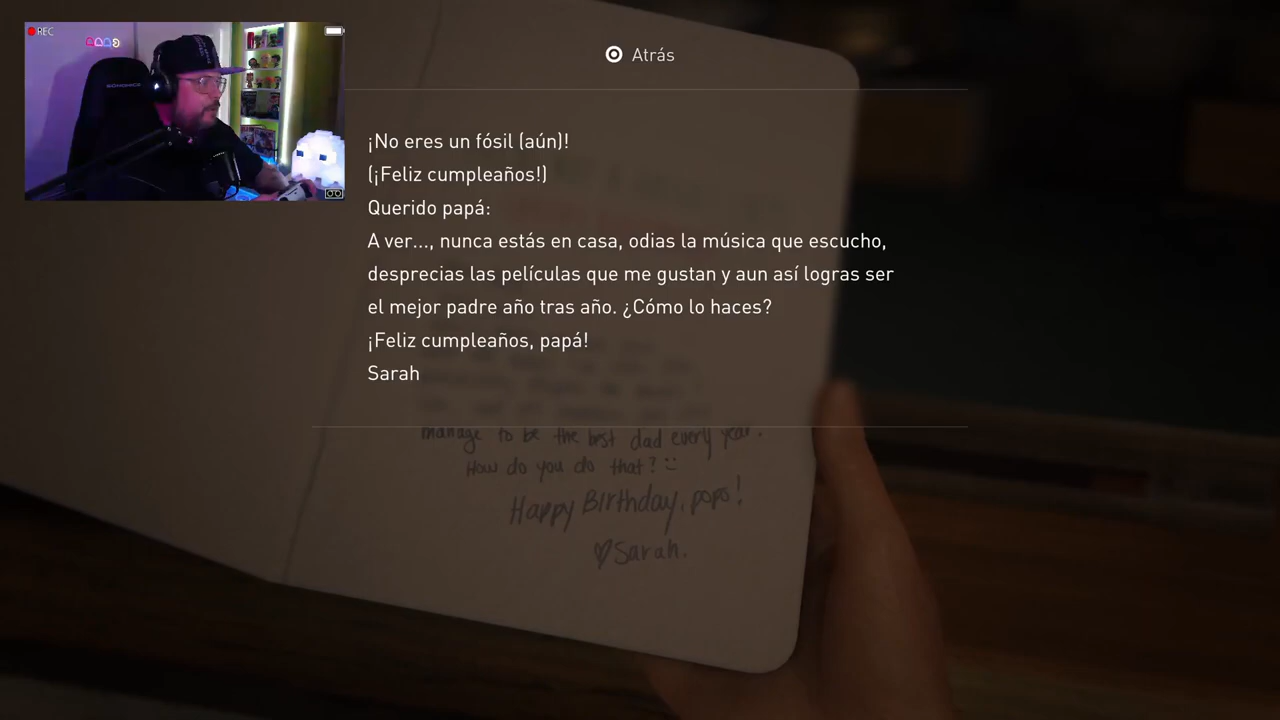 REC
Atrás
¡No eres un fósil (aún)!
(¡Feliz cumpleaños!)
Querido papá:
A ver..., nunca estás en casa, odias la música que escucho,
desprecias las películas que me gustan y aun así logras ser
el mejor padre año tras año. ¿Cómo lo haces?
¡Feliz cumpleaños, papá!
Sarah
manage to be the best dad every year.
How do you do that?
Happy Birthday, papa!
Sarah.